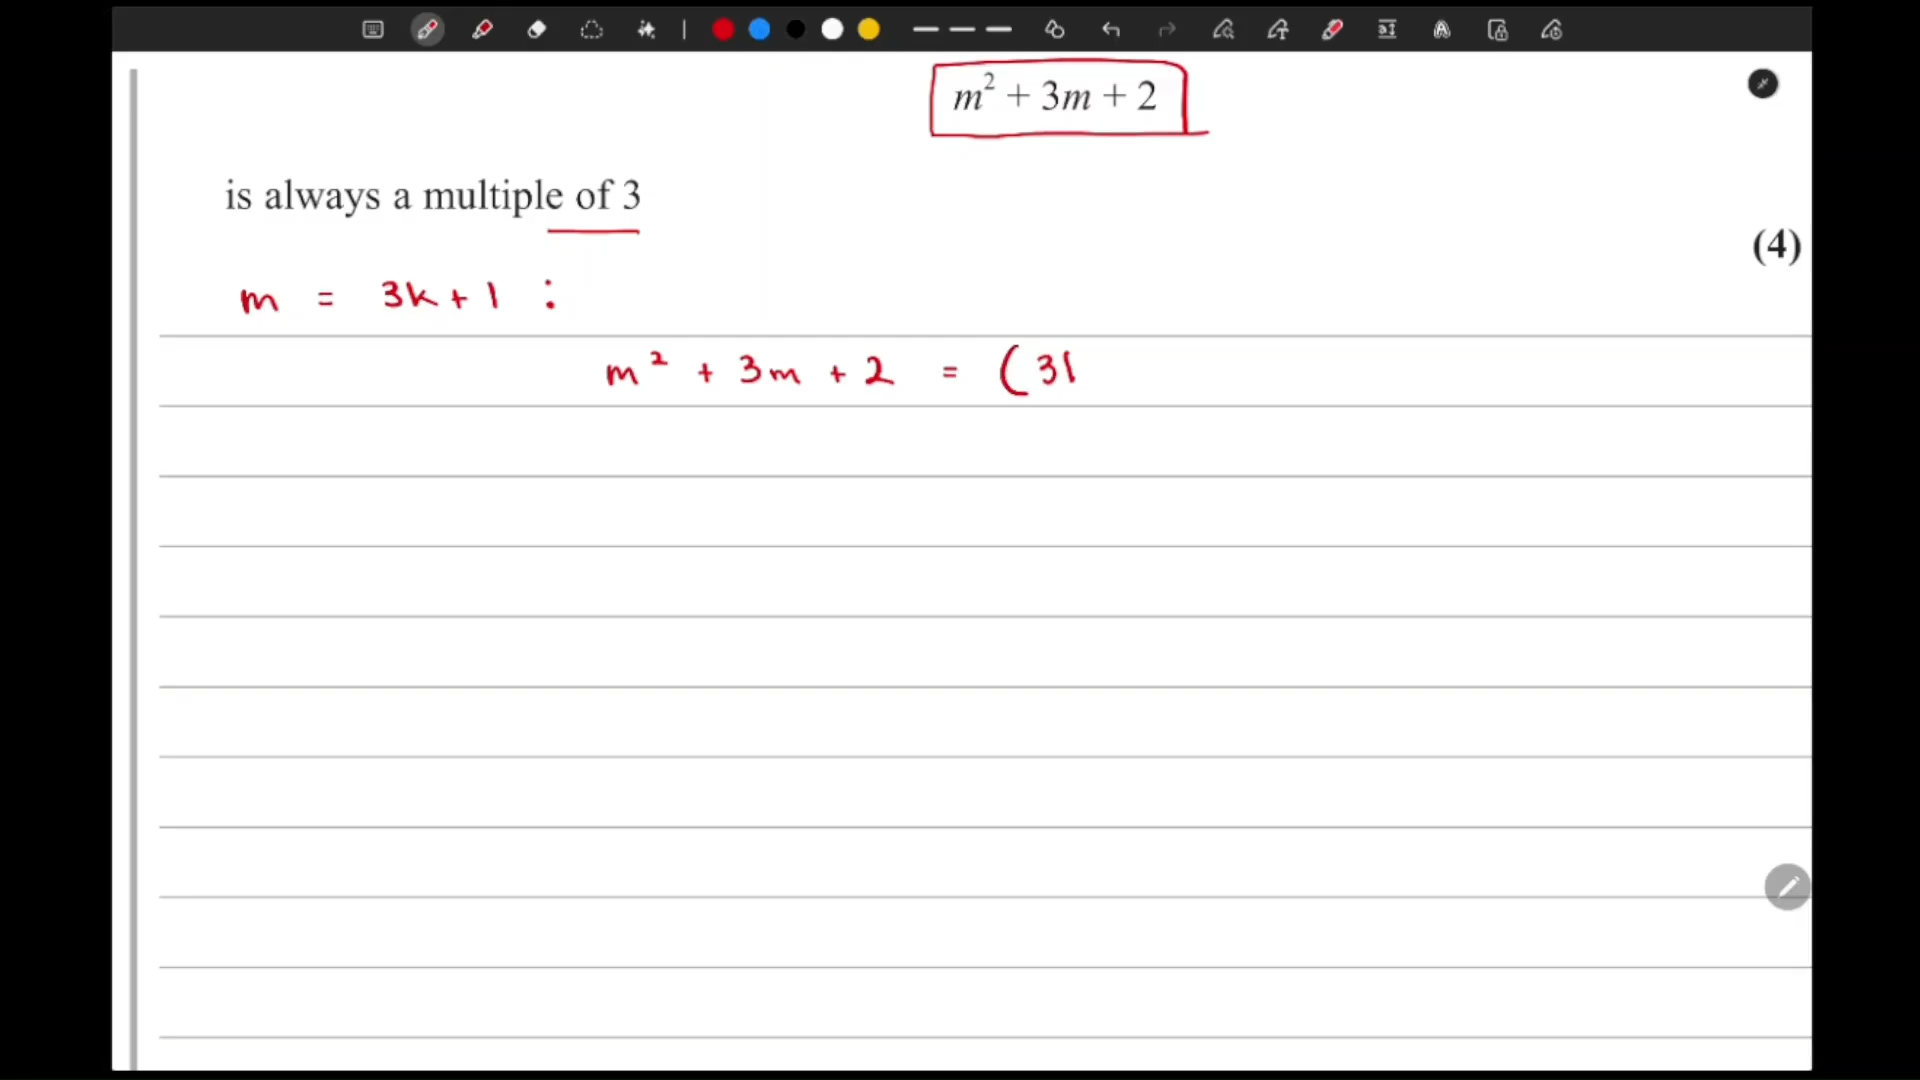 m² + 3m + 2
is always a multiple of 3
(4)
m = 3k + 1 :
m² + 3m + 2 = (3